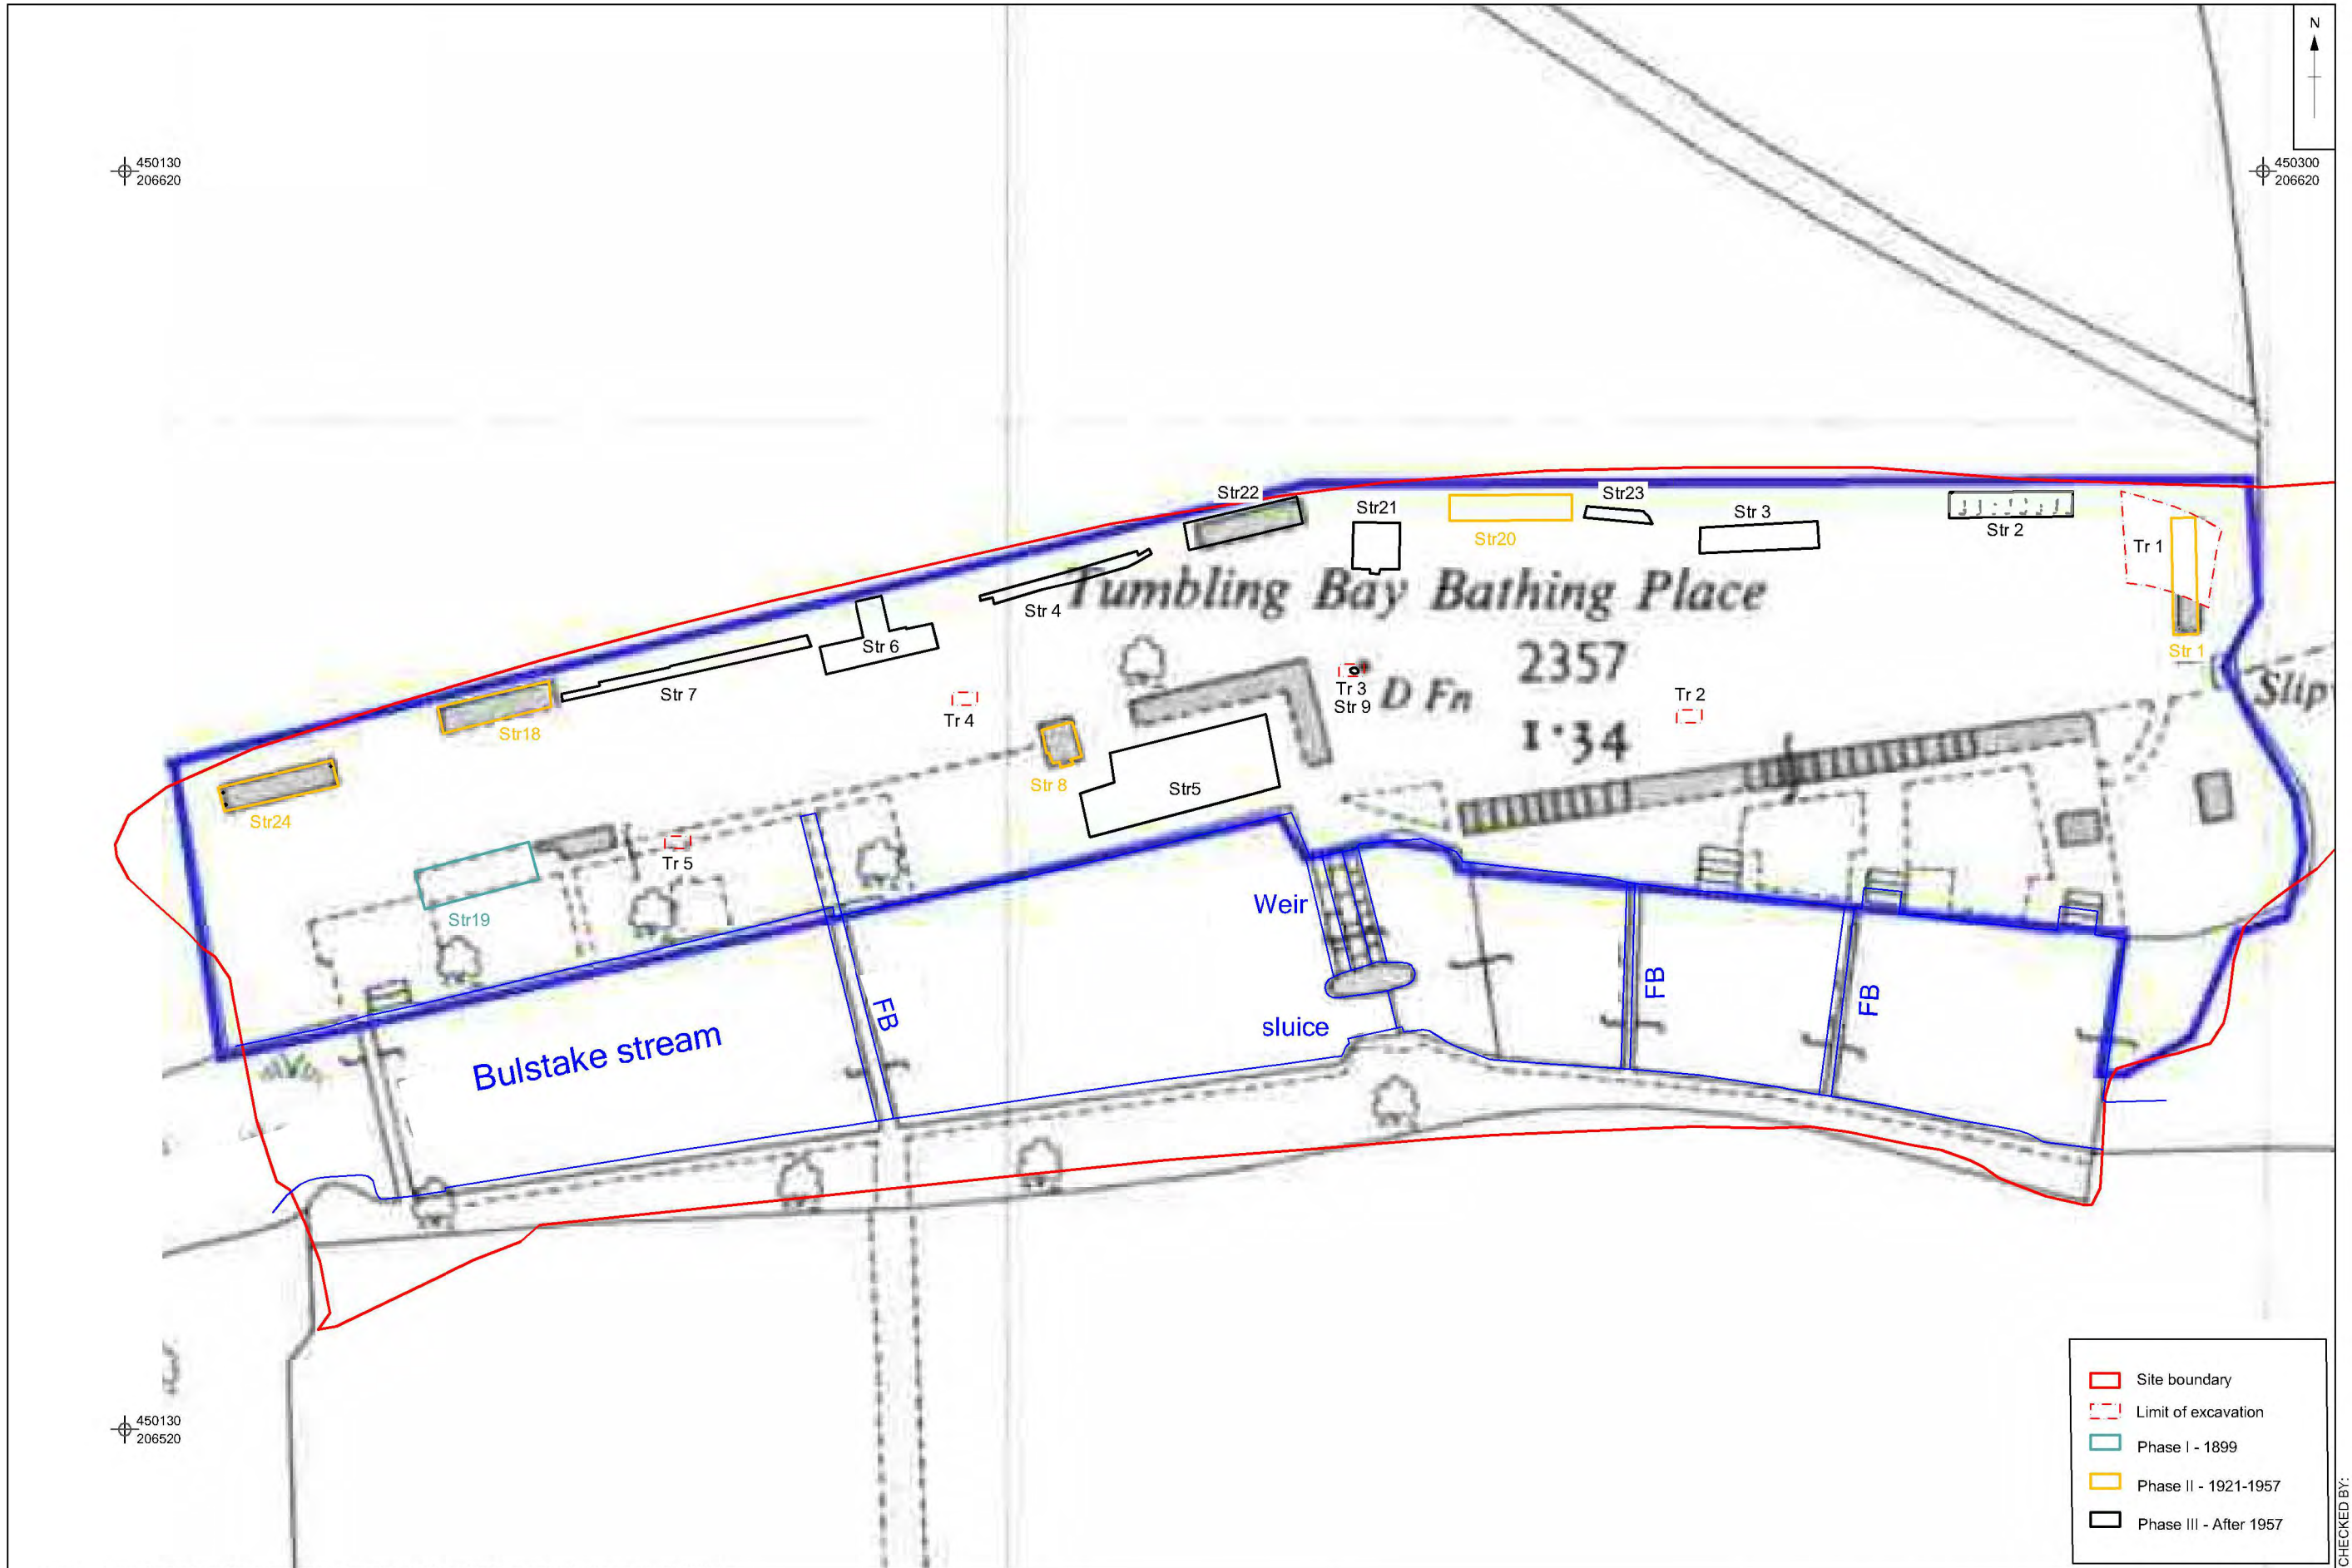 N
450130
206620
450300
206620
Str22
Str21
Str20
Str23
Str 3
Str 2
Tr 1
Str 1
Tumbling Bay Bathing Place
2357
1·34
D Fn
Str 4
Str 6
Str 7
Str18
Str24
Tr 4
Str 8
Str5
Tr 3
Str 9
Tr 2
Slip
Tr 5
Str19
Weir
sluice
FB
FB
FB
Bulstake stream
450130
206520
Site boundary
Limit of excavation
Phase I - 1899
Phase II - 1921-1957
Phase III - After 1957
CHECKED BY: